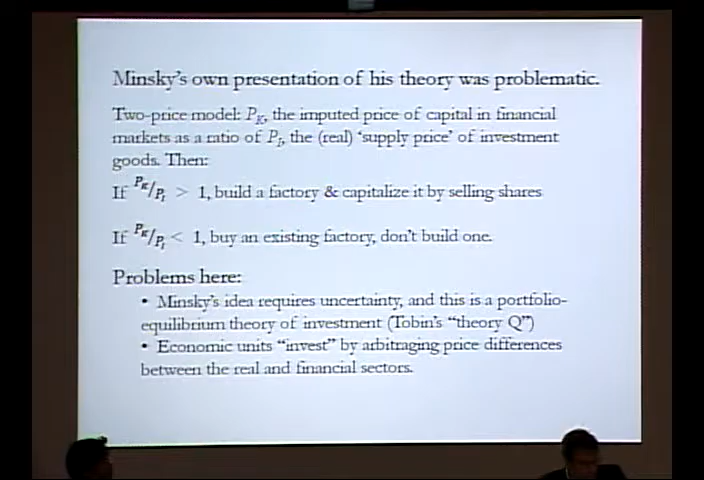 Minsky's own presentation of his theory was problematic.
Two-price model: P_K, the imputed price of capital in financial
markets as a ratio of P_I, the (real) 'supply price' of investment
goods. Then:
If P_K/P_I > 1, build a factory & capitalize it by selling shares
If P_K/P_I < 1, buy an existing factory, don't build one.
Problems here:
• Minsky's idea requires uncertainty, and this is a portfolio-
equilibrium theory of investment (Tobin's "theory Q")
• Economic units "invest" by arbitraging price differences
between the real and financial sectors.